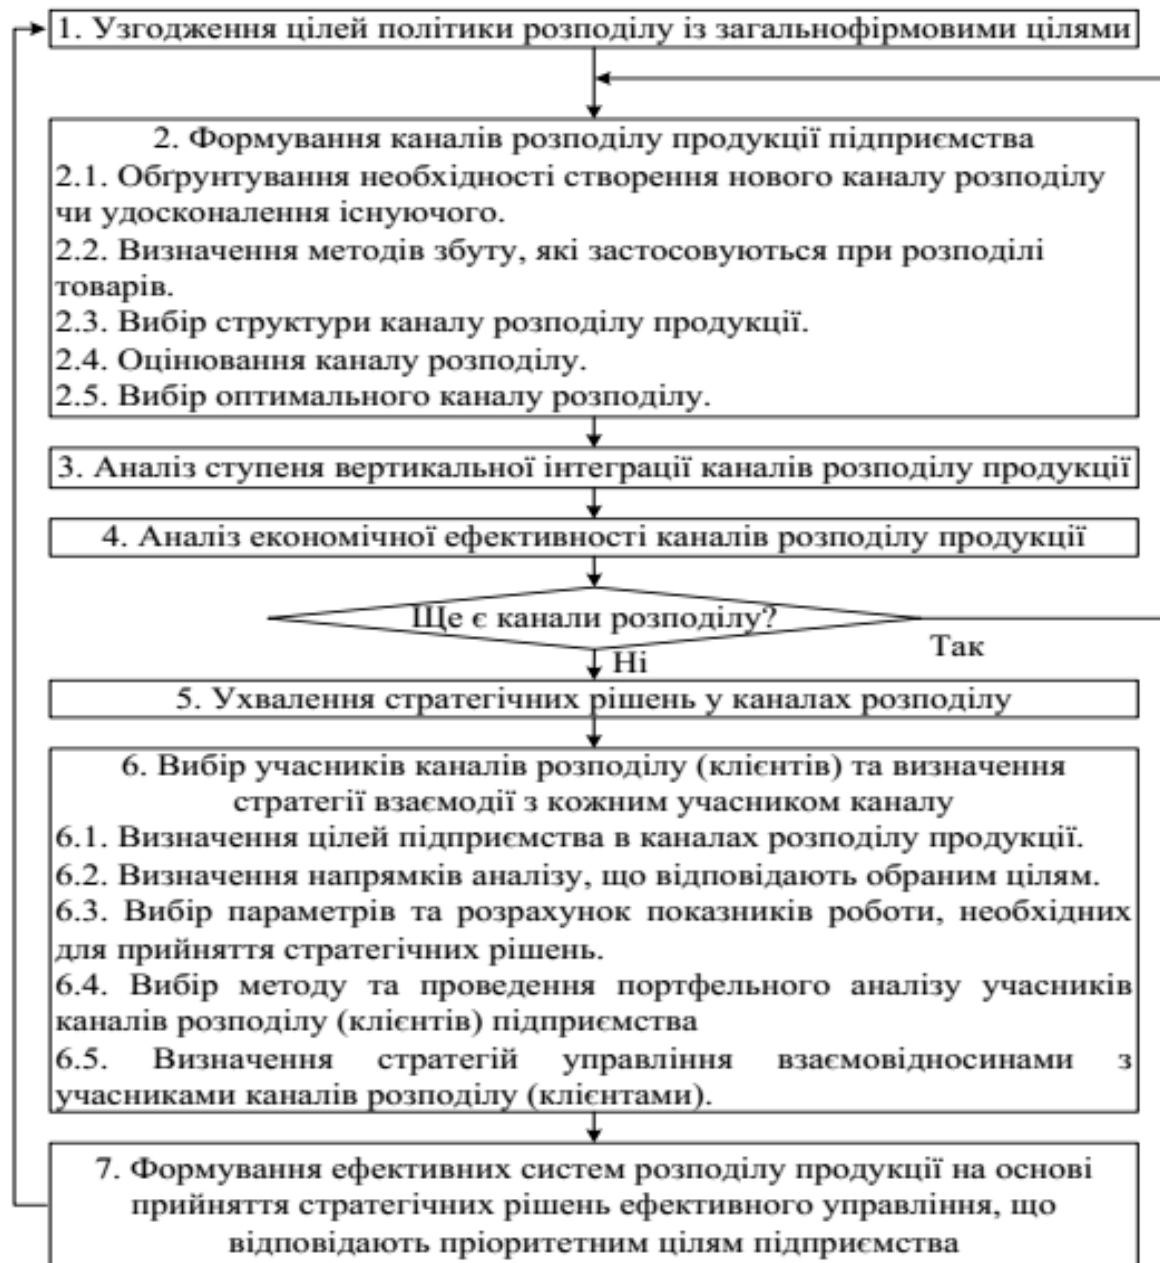 1. Узгодження цілей політики розподілу із загальнофірмовими цілями
2. Формування каналів розподілу продукції підприємства
2.1. Обґрунтування необхідності створення нового каналу розподілу
чи удосконалення існуючого.
2.2. Визначення методів збуту, які застосовуються при розподілі
товарів.
2.3. Вибір структури каналу розподілу продукції.
2.4. Оцінювання каналу розподілу.
2.5. Вибір оптимального каналу розподілу.
3. Аналіз ступеня вертикальної інтеграції каналів розподілу продукції
4. Аналіз економічної ефективності каналів розподілу продукції
Ще є канали розподілу?
Так
Ні
5. Ухвалення стратегічних рішень у каналах розподілу
6. Вибір учасників каналів розподілу (клієнтів) та визначення
стратегії взаємодії з кожним учасником каналу
6.1. Визначення цілей підприємства в каналах розподілу продукції.
6.2. Визначення напрямків аналізу, що відповідають обраним цілям.
6.3. Вибір параметрів та розрахунок показників роботи, необхідних
для прийняття стратегічних рішень.
6.4. Вибір методу та проведення портфельного аналізу учасників
каналів розподілу (клієнтів) підприємства
6.5. Визначення стратегій управління взаємовідносинами з
учасниками каналів розподілу (клієнтами).
7. Формування ефективних систем розподілу продукції на основі
прийняття стратегічних рішень ефективного управління, що
відповідають пріоритетним цілям підприємства